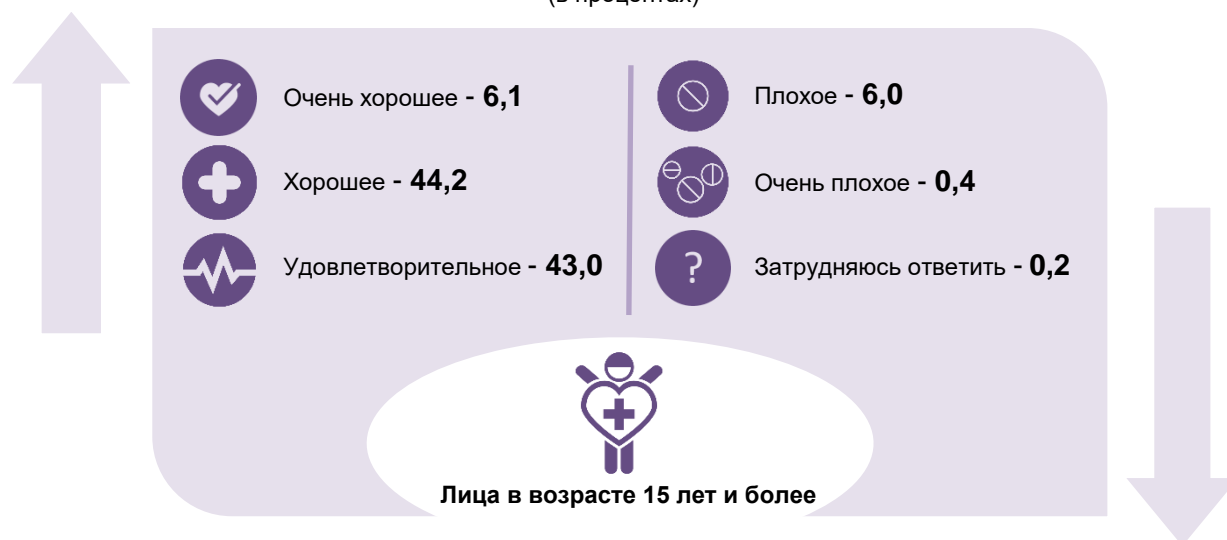 (в процентах)
Очень хорошее - 6,1
Хорошее - 44,2
Удовлетворительное - 43,0
Плохое - 6,0
Очень плохое - 0,4
? Затрудняюсь ответить - 0,2
Лица в возрасте 15 лет и более